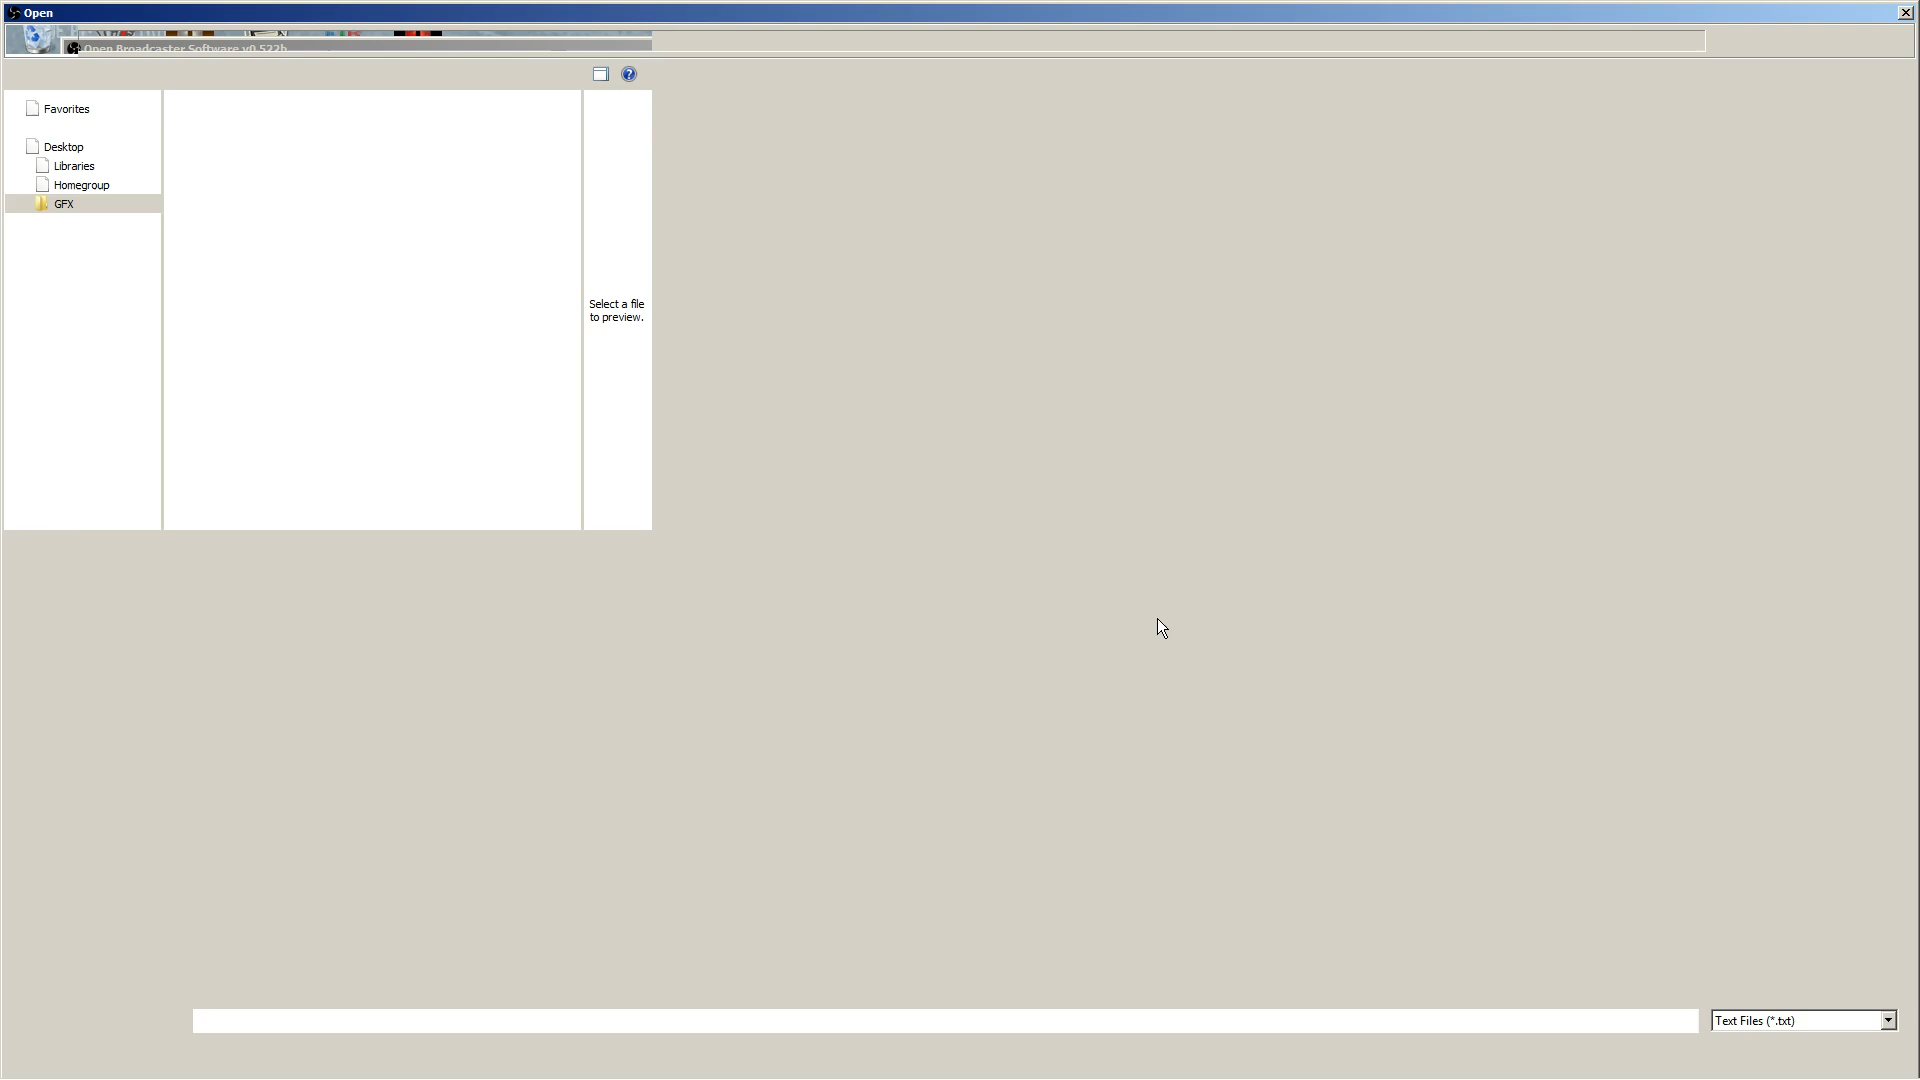 Open
Open Broadcaster Software v0.522b
Favorites
Desktop
Libraries
Homegroup
GFX
Select a file
to preview.
Text Files (*.txt)